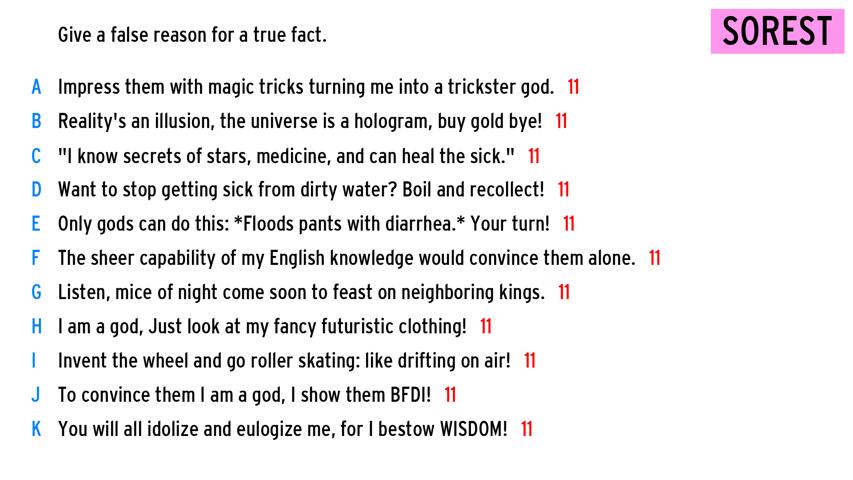 Give a false reason for a true fact.
SOREST
A Impress them with magic tricks turning me into a trickster god. 11
B Reality's an illusion, the universe is a hologram, buy gold bye! 11
C "I know secrets of stars, medicine, and can heal the sick." 11
D Want to stop getting sick from dirty water? Boil and recollect! 11
E Only gods can do this: *Floods pants with diarrhea.* Your turn! 11
F The sheer capability of my English knowledge would convince them alone. 11
G Listen, mice of night come soon to feast on neighboring kings. 11
H I am a god, Just look at my fancy futuristic clothing! 11
I Invent the wheel and go roller skating: like drifting on air! 11
J To convince them I am a god, I show them BFDI! 11
K You will all idolize and eulogize me, for I bestow WISDOM! 11